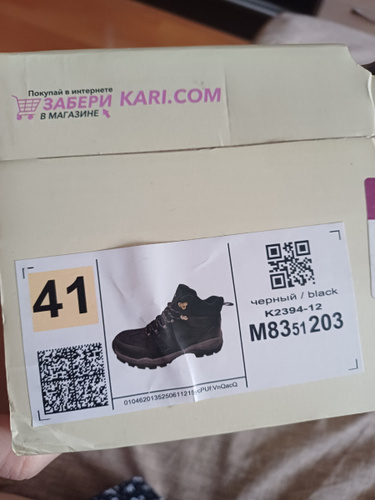 Покупай в интернете
ЗАБЕРИ KARI.COM
В МАГАЗИНЕ
41
черный / black
K2394-12
M8351203